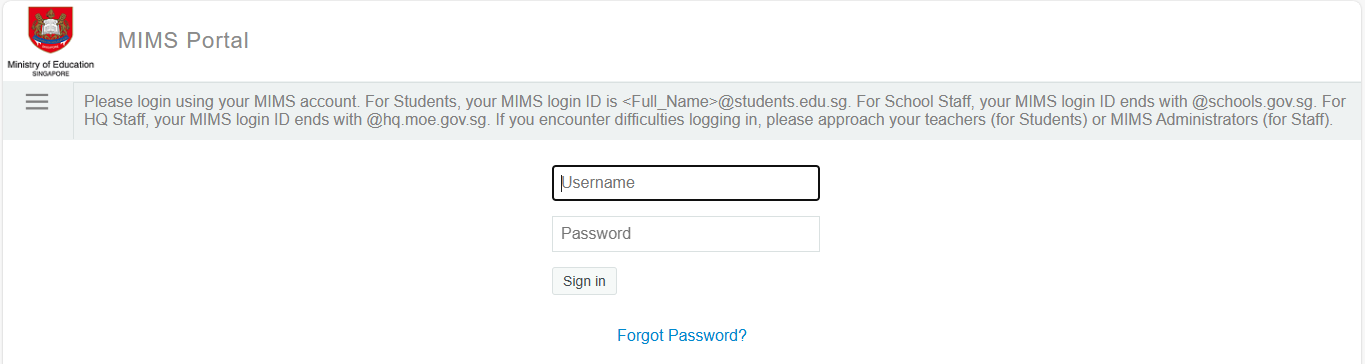 MIMS Portal
Ministry of Education
SINGAPORE
Please login using your MIMS account. For Students, your MIMS login ID is <Full_Name>@students.edu.sg. For School Staff, your MIMS login ID ends with @schools.gov.sg. For
HQ Staff, your MIMS login ID ends with @hq.moe.gov.sg. If you encounter difficulties logging in, please approach your teachers (for Students) or MIMS Administrators (for Staff).
Username
Password
Sign in
Forgot Password?